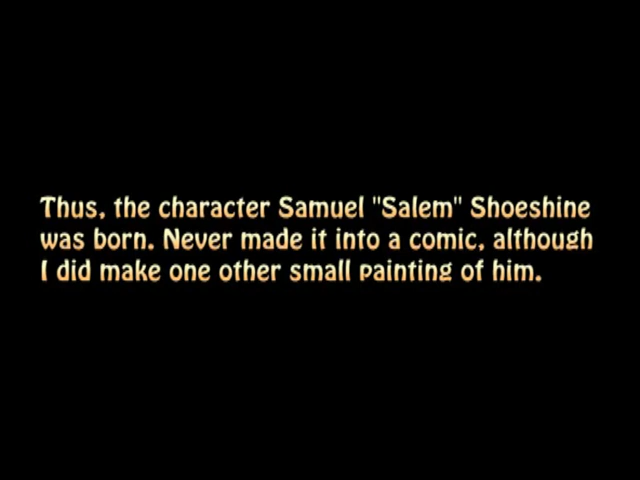 Thus, the character Samuel "Salem" Shoeshine
was born. Never made it into a comic, although
I did make one other small painting of him.